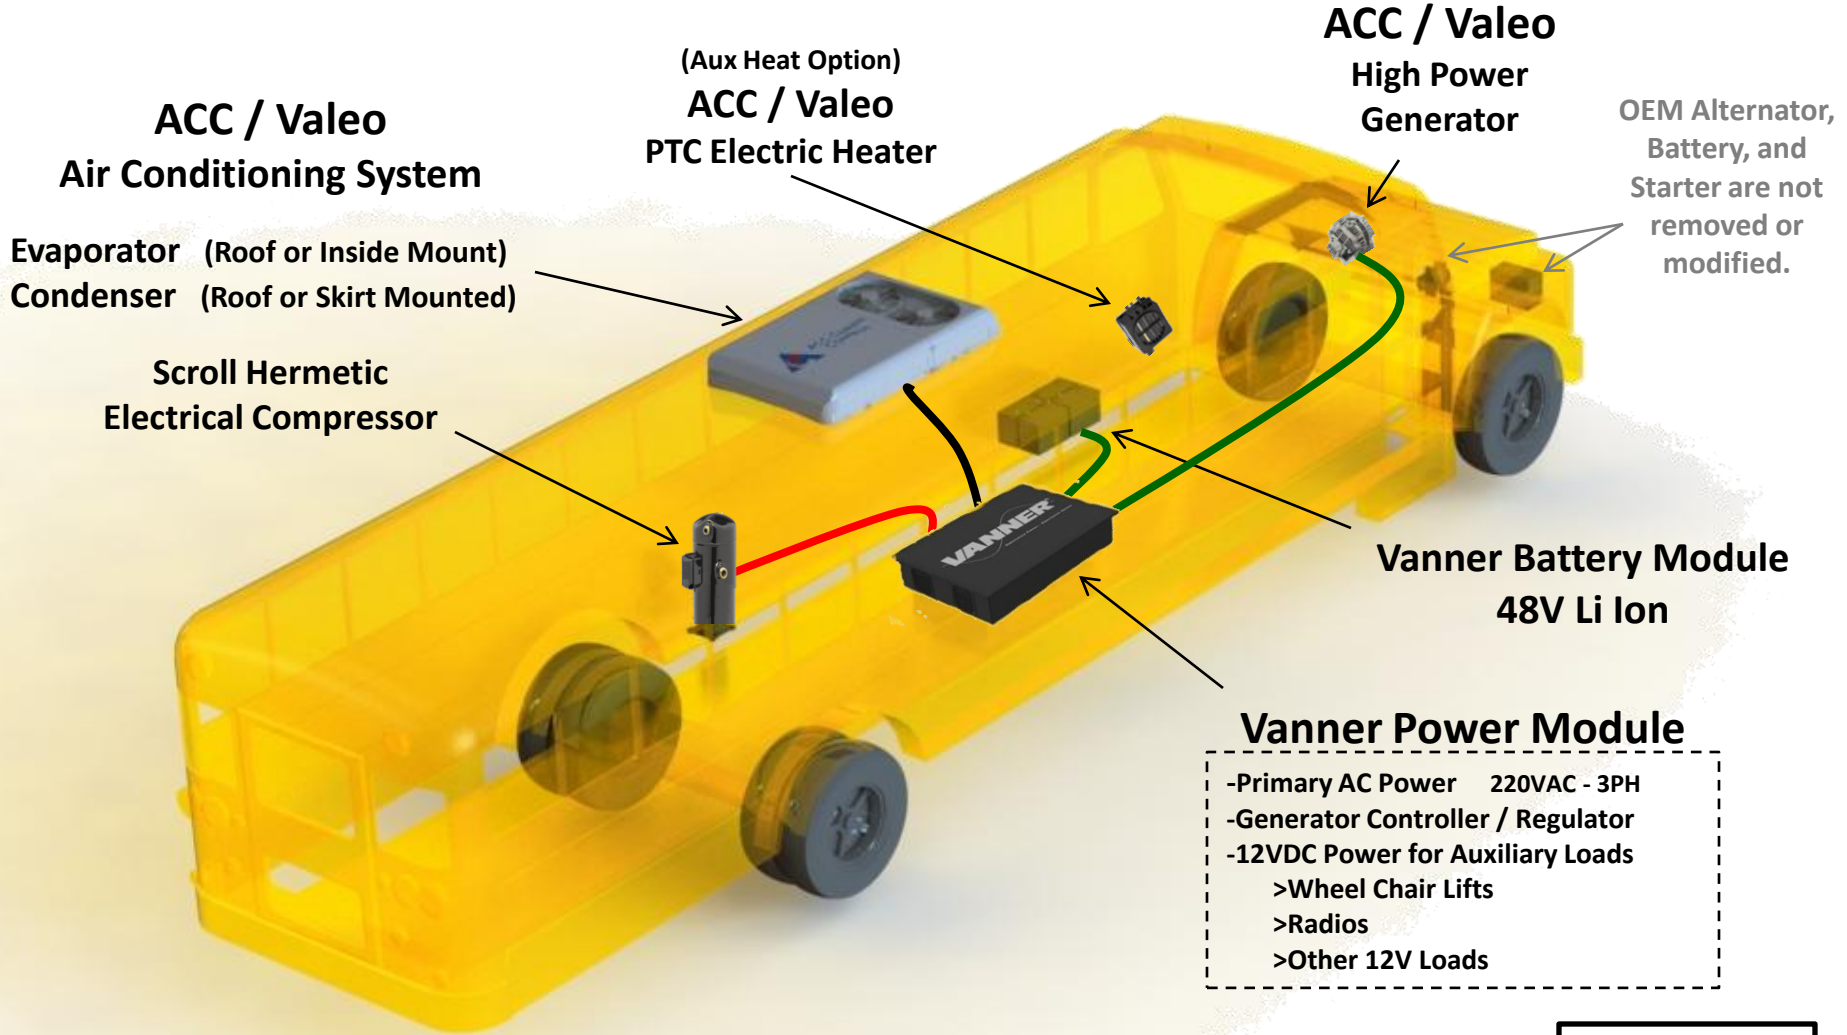 ACC / Valeo
High Power
Generator
(Aux Heat Option)
ACC / Valeo
PTC Electric Heater
OEM Alternator,
Battery, and
Starter are not
removed or
modified.
ACC / Valeo
Air Conditioning System
Evaporator (Roof or Inside Mount)
Condenser (Roof or Skirt Mounted)
Scroll Hermetic
Electrical Compressor
VANNER
Vanner Battery Module
48V Li Ion
Vanner Power Module
-Primary AC Power 220VAC - 3PH
-Generator Controller / Regulator
-12VDC Power for Auxiliary Loads
>Wheel Chair Lifts
>Radios
>Other 12V Loads